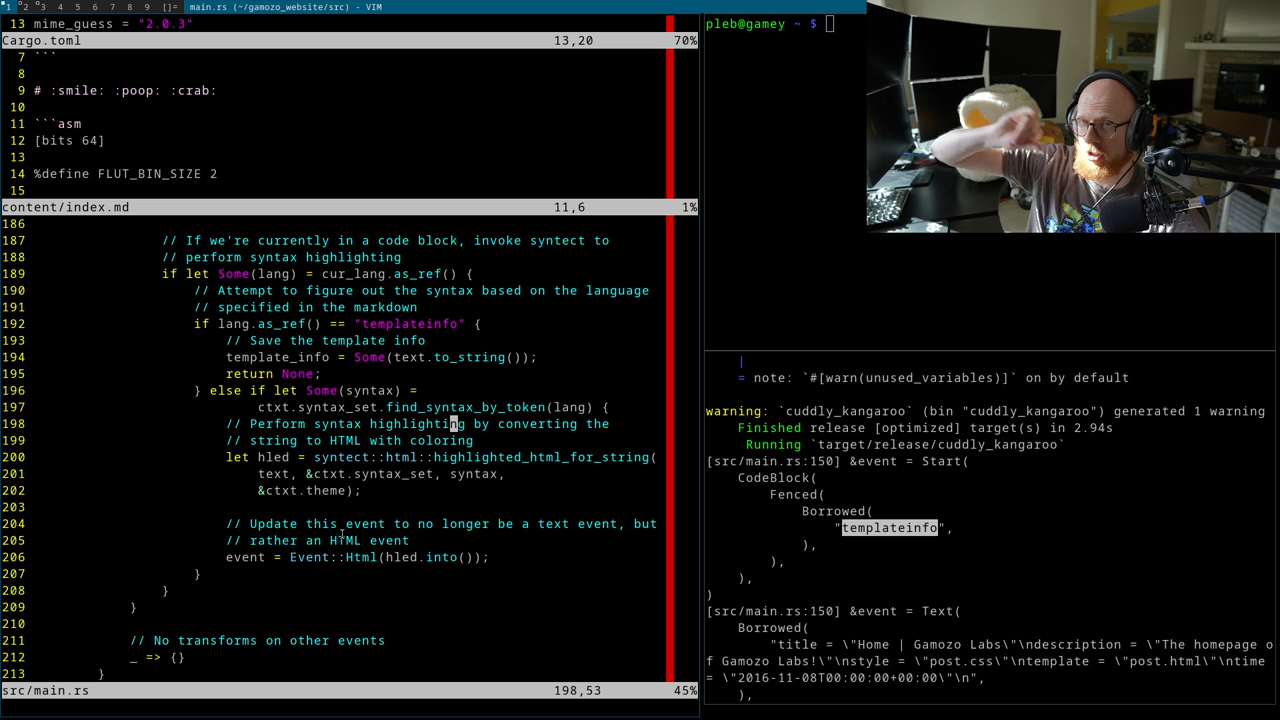 1 2 3 4 5 6 7 8 9 []= main.rs (~/gamozo_website/src) - VIM
13 mime_guess = "2.0.3"
Cargo.toml 13,20 70%
7 ```
8
9 # :smile: :poop: :crab:
10
11 ```asm
12 [bits 64]
13
14 %define FLUT_BIN_SIZE 2
15
content/index.md 11,6 1%
186
187 // If we're currently in a code block, invoke syntect to
188 // perform syntax highlighting
189 if let Some(lang) = cur_lang.as_ref() {
190 // Attempt to figure out the syntax based on the language
191 // specified in the markdown
192 if lang.as_ref() == "templateinfo" {
193 // Save the template info
194 template_info = Some(text.to_string());
195 return None;
196 } else if let Some(syntax) =
197 ctxt.syntax_set.find_syntax_by_token(lang) {
198 // Perform syntax highlighting by converting the
199 // string to HTML with coloring
200 let hled = syntect::html::highlighted_html_for_string(
201 text, &ctxt.syntax_set, syntax,
202 &ctxt.theme);
203
204 // Update this event to no longer be a text event, but
205 // rather an HTML event
206 event = Event::Html(hled.into());
207 }
208 }
209 }
210
211 // No transforms on other events
212 _ => {}
213 }
src/main.rs 198,53 45%
pleb@gamey ~ $
|
= note: `#[warn(unused_variables)]` on by default
warning: `cuddly_kangaroo` (bin "cuddly_kangaroo") generated 1 warning
Finished release [optimized] target(s) in 2.94s
Running `target/release/cuddly_kangaroo`
[src/main.rs:150] &event = Start(
CodeBlock(
Fenced(
Borrowed(
"templateinfo",
),
),
),
)
[src/main.rs:150] &event = Text(
Borrowed(
"title = \"Home | Gamozo Labs\"\ndescription = \"The homepage o
f Gamozo Labs!\"\nstyle = \"post.css\"\ntemplate = \"post.html\"\ntime
= \"2016-11-08T00:00:00+00:00\"\n",
),